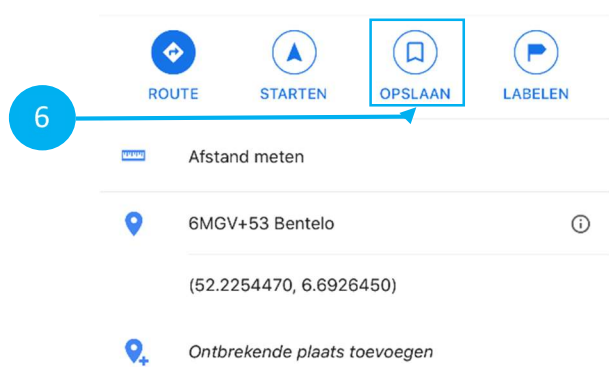 ROUTE STARTEN OPSLAAN LABELEN
6
Afstand meten
6MGV+53 Bentelo
(52.2254470, 6.6926450)
Ontbrekende plaats toevoegen